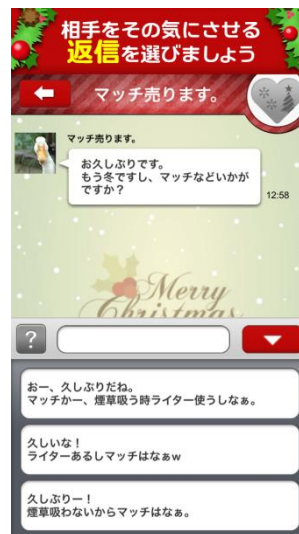 相手をその気にさせる
返信を選びましょう
マッチ売ります。
マッチ売ります。
お久しぶりです。
もう冬ですし、マッチなどいかが
ですか？
12:58
Merry
Christmas
?
おー、久しぶりだね。
マッチかー、煙草吸う時ライター使うしなぁ。
久しいな！
ライターあるしマッチはなぁw
久しぶりー！
煙草吸わないからマッチはなぁ。